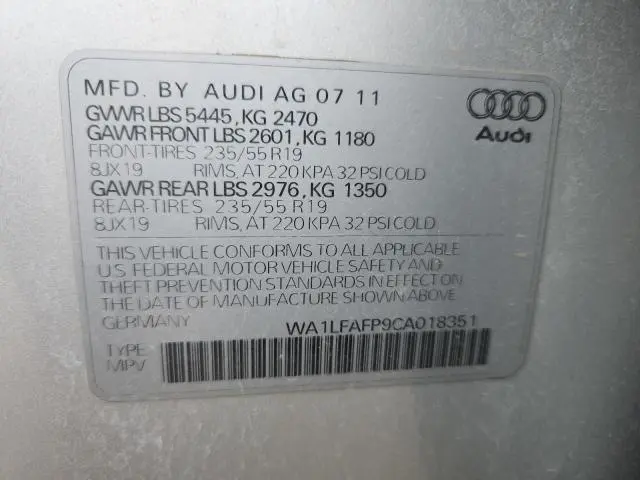 MFD. BY AUDI AG 07 11
GVWR LBS 5445, KG 2470
GAWR FRONT LBS 2601, KG 1180
FRONT-TIRES 235/55 R19
8JX19 RIMS, AT 220 KPA 32 PSI COLD
GAWR REAR LBS 2976, KG 1350
REAR-TIRES 235/55 R19
8JX19 RIMS, AT 220 KPA 32 PSI COLD
Audi
THIS VEHICLE CONFORMS TO ALL APPLICABLE
U.S. FEDERAL MOTOR VEHICLE SAFETY AND
THEFT PREVENTION STANDARDS IN EFFECT ON
THE DATE OF MANUFACTURE SHOWN ABOVE
GERMANY WA1LFAFP9CA018351
TYPE
MPV